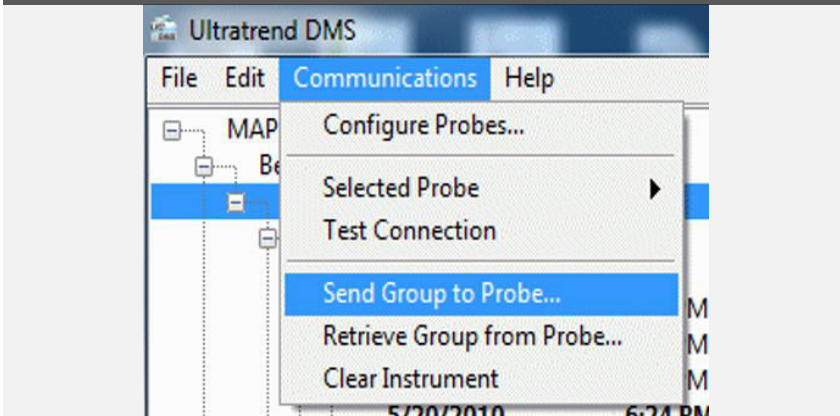 Ultratrend DMS
File Edit Communications Help
MAP
Configure Probes...
Be
Selected Probe
Test Connection
Send Group to Probe...
M
Retrieve Group from Probe...
M
Clear Instrument
M
5/20/2010 6:24 PM